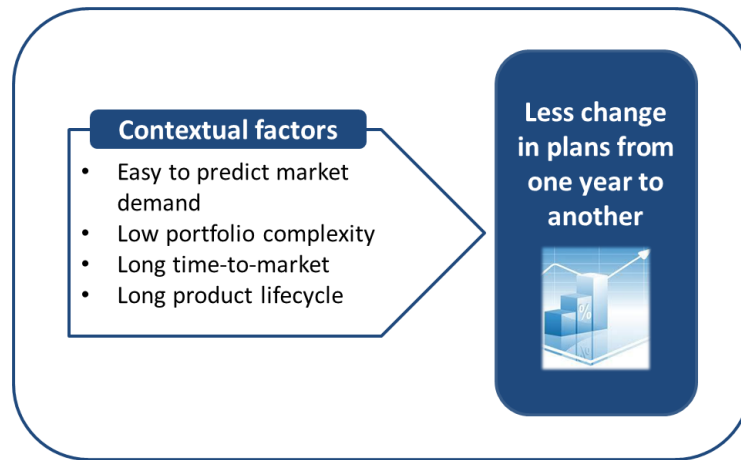 Contextual factors
• Easy to predict market
demand
• Low portfolio complexity
• Long time-to-market
• Long product lifecycle
Less change
in plans from
one year to
another
%